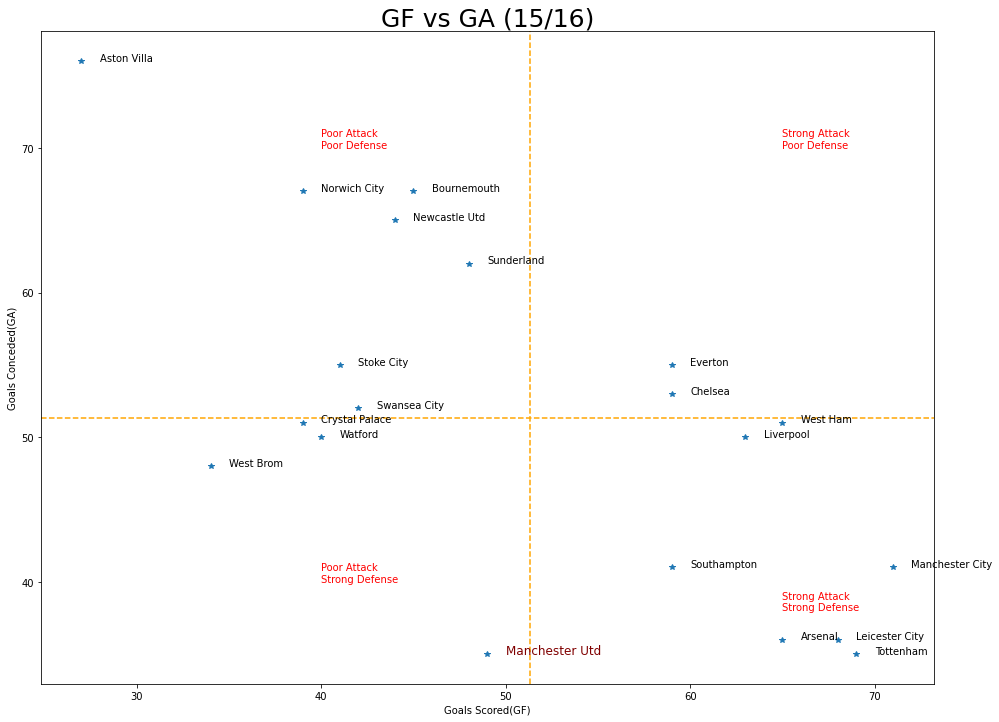 GF vs GA (15/16)
Aston Villa
Poor Attack
Poor Defense
Strong Attack
Poor Defense
70
Norwich City
Bournemouth
Newcastle Utd
Sunderland
60
Stoke City
Everton
Chelsea
Swansea City
Crystal Palace
West Ham
50
Watford
Liverpool
West Brom
Goals Conceded(GA)
Poor Attack
Strong Defense
Southampton
Manchester City
40
Strong Attack
Strong Defense
Arsenal
Leicester City
Manchester Utd
Tottenham
30
40
50
60
70
Goals Scored(GF)